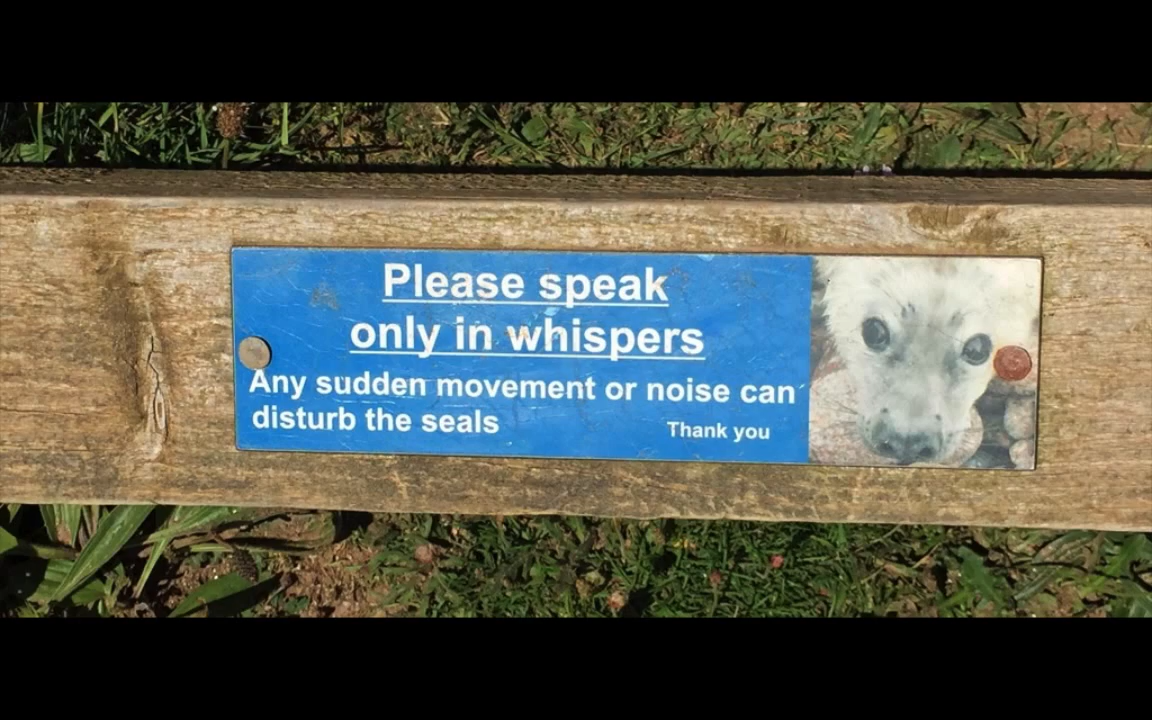 Please speak
only in whispers
Any sudden movement or noise can
disturb the seals
Thank you